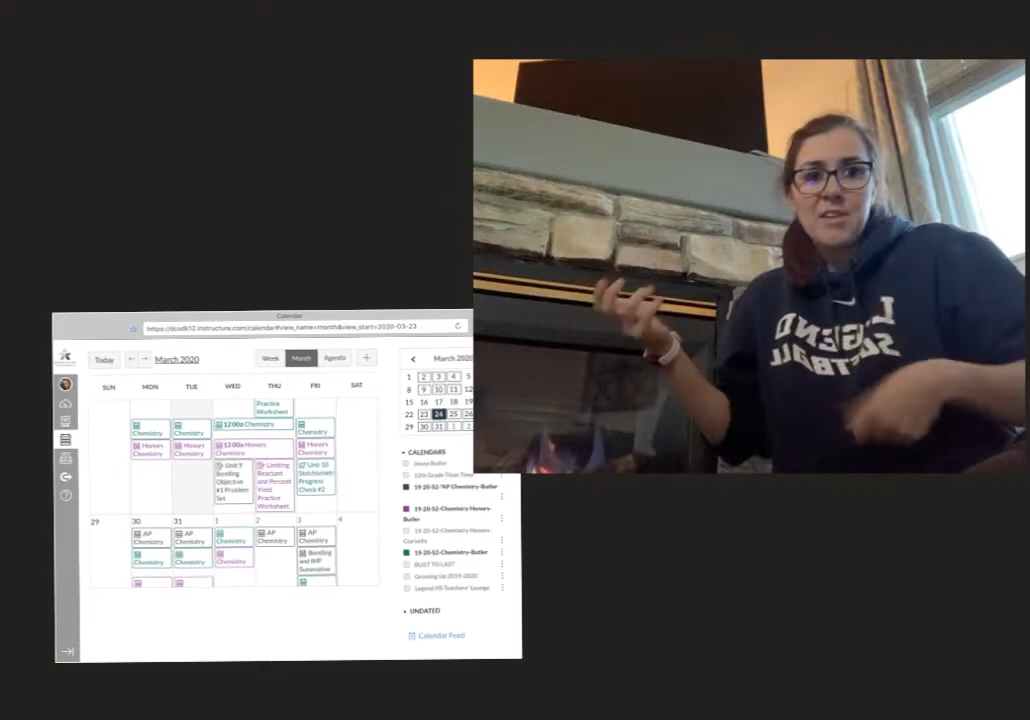 Calendar
https://dcsdk12.instructure.com/calendar#view_name=month&view_start=2020-03-23
Today
March 2020
Week
Month
Agenda
+
SUN MON TUE WED THU FRI SAT
Practice
Worksheet
Chemistry
Chemistry
12:00a Chemistry
Chemistry
Honors
Chemistry
Honors
Chemistry
12:00a Honors
Chemistry
Honors
Chemistry
Unit 9
Bonding
Objective
#1 Problem
Set
Limiting
Reactant
and Percent
Yield
Practice
Worksheet
Unit 10
Stoichiometry
Progress
Check #2
29 30 31 1 2 3 4
AP
Chemistry
AP
Chemistry
Chemistry
AP
Chemistry
AP
Chemistry
Chemistry
Chemistry
Chemistry
Bonding
and IMF
Summative
March 2020
1 2 3 4 5
8 9 10 11 12
15 16 17 18 19
22 23 24 25 26
29 30 31 1 2
CALENDARS
Jesse Butler
12th Grade Titan Time
19-20-S2-*AP Chemistry-Butler
19-20-S2-Chemistry Honors-
Butler
19-20-S2-Chemistry Honors-
19-20-S2-Chemistry-Butler
BUILT TO LAST
Growing Up 2019-2020
Legend HS Teachers' Lounge
UNDATED
Calendar Feed
LEGEND
SOFTBALL